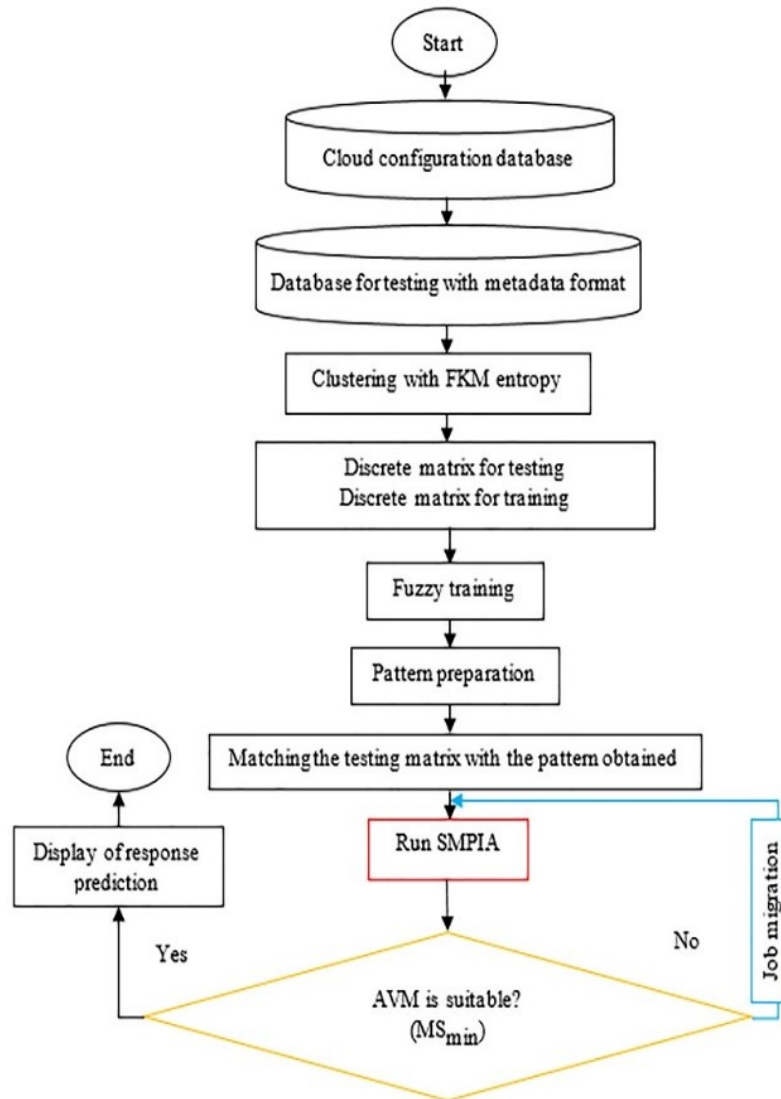 Start
Cloud configuration database
Database for testing with metadada format
Clustering with FKM entropy
Discrete matrix for testing
Discrete matrix for training
Fuzzy training
Pattern preparation
Matching the testing matrix with the pattern obtained
Run SMPIA
AVM is suitable?
(MSmin)
Yes
No
Job migration
Display of response
prediction
End